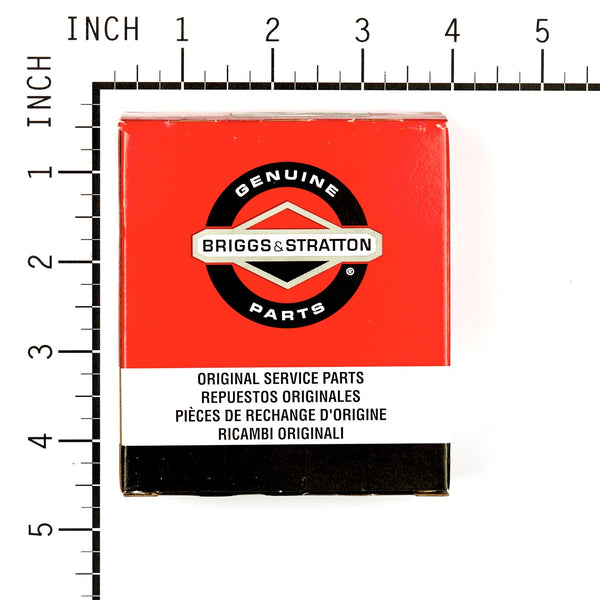 INCH 1 2 3 4 5
INCH
1
2
3
4
5
GENUINE
BRIGGS & STRATTON
®
PARTS
ORIGINAL SERVICE PARTS
REPUESTOS ORIGINALES
PIÈCES DE RECHANGE D'ORIGINE
RICAMBI ORIGINALI